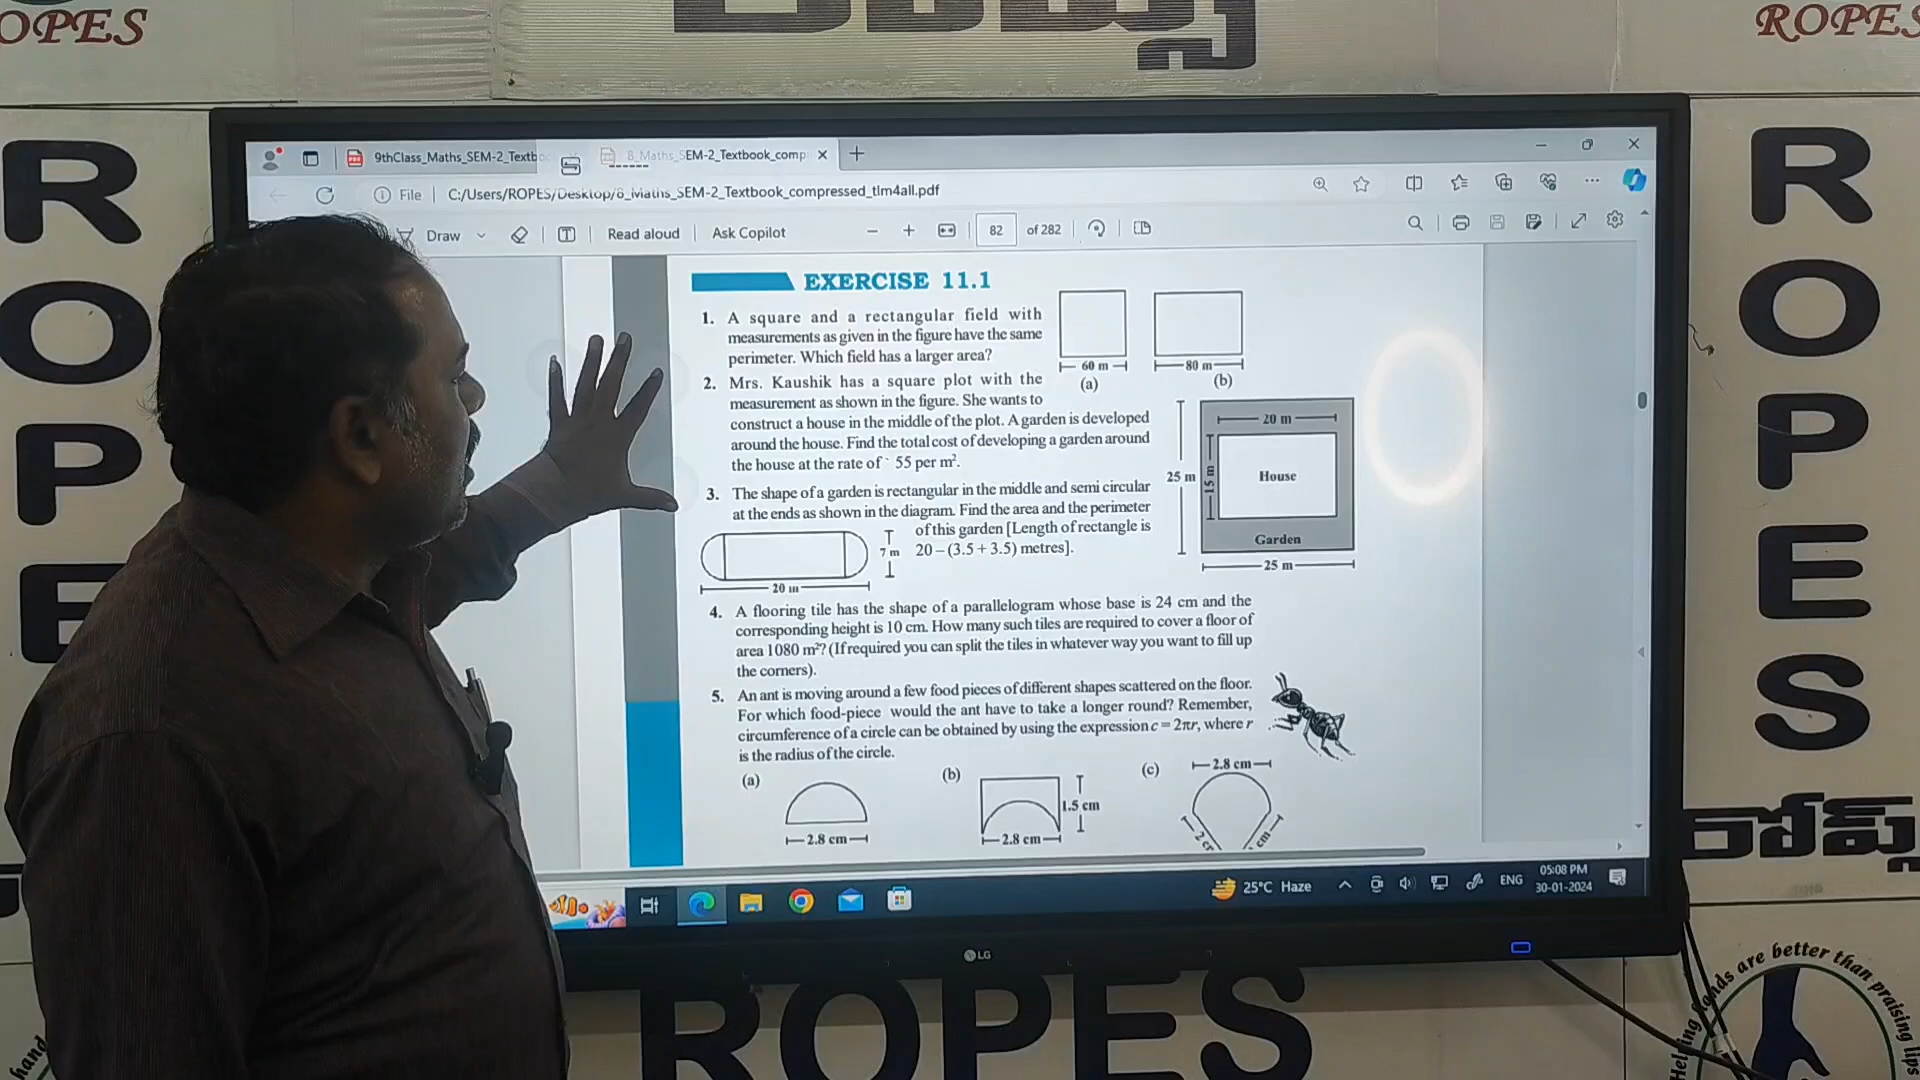 OPES
ROPES
ROPES
ROPES
9thClass_Maths_SEM-2_Textb
8_Maths_SEM-2_Textbook_comp
File
C:/Users/ROPES/Desktop/8_Maths_SEM-2_Textbook_compressed_tlm4all.pdf
Draw
Read aloud
Ask Copilot
82
of 282
EXERCISE 11.1
1. A square and a rectangular field with
measurements as given in the figure have the same
perimeter. Which field has a larger area?
60 m
80 m
(a)
(b)
2. Mrs. Kaushik has a square plot with the
measurement as shown in the figure. She wants to
construct a house in the middle of the plot. A garden is developed
around the house. Find the total cost of developing a garden around
the house at the rate of ` 55 per m².
20 m
25 m
15 m
House
Garden
25 m
3. The shape of a garden is rectangular in the middle and semi circular
at the ends as shown in the diagram. Find the area and the perimeter
of this garden [Length of rectangle is
20 – (3.5 + 3.5) metres].
7 m
20 m
4. A flooring tile has the shape of a parallelogram whose base is 24 cm and the
corresponding height is 10 cm. How many such tiles are required to cover a floor of
area 1080 m²? (If required you can split the tiles in whatever way you want to fill up
the corners).
5. An ant is moving around a few food pieces of different shapes scattered on the floor.
For which food-piece would the ant have to take a longer round? Remember,
circumference of a circle can be obtained by using the expression c = 2πr, where r
is the radius of the circle.
(a)
(b)
(c)
2.8 cm
1.5 cm
2.8 cm
2.8 cm
2 cm
cm
25°C Haze
ENG
05:08 PM
30-01-2024
LG
ROPES
రోప్స్
Helping hands are better than praising lips
hand